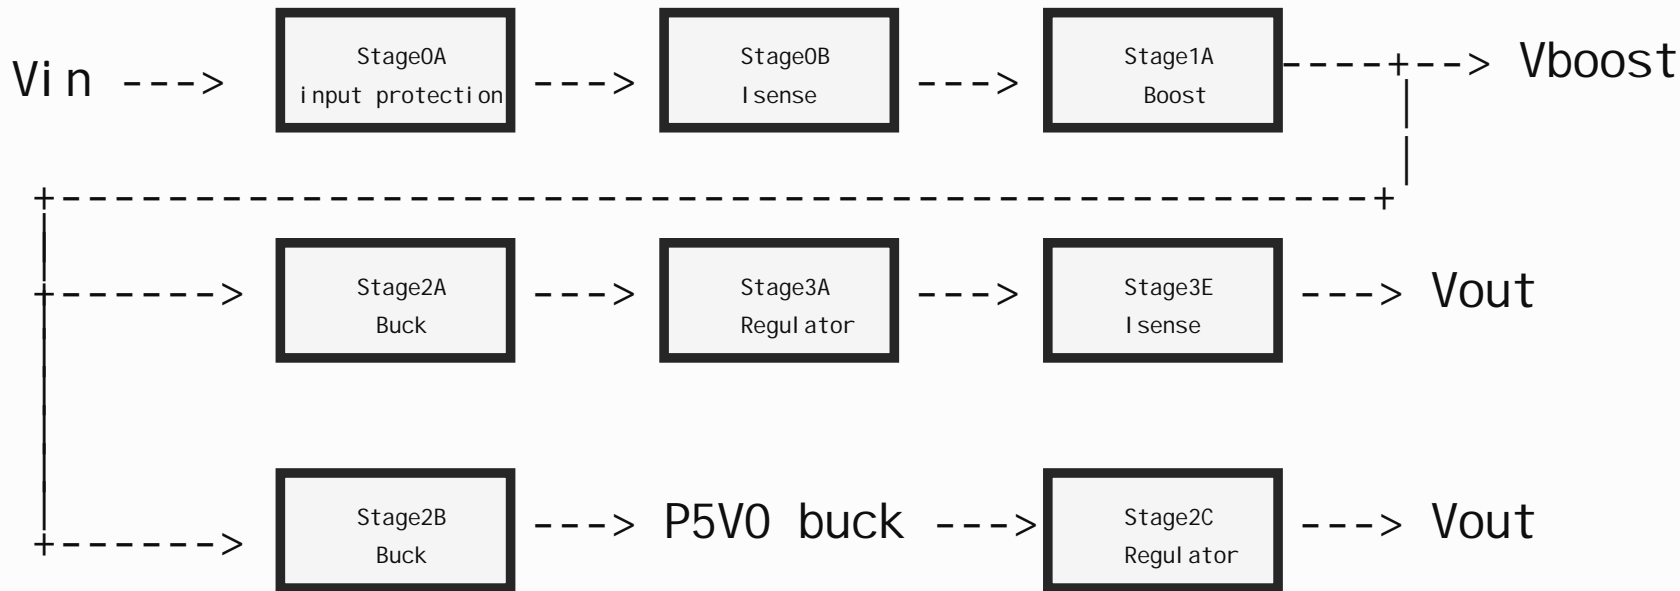 Vin ---> Stage0A ---> Stage0B ---> Stage1A ----+---> Vboost
input protection Isense Boost
Stage2A ---> Stage3A ---> Stage3E ---> Vout
Buck Regulator Isense
Stage2B ---> P5V0 buck ---> Stage2C ---> Vout
Buck Regulator